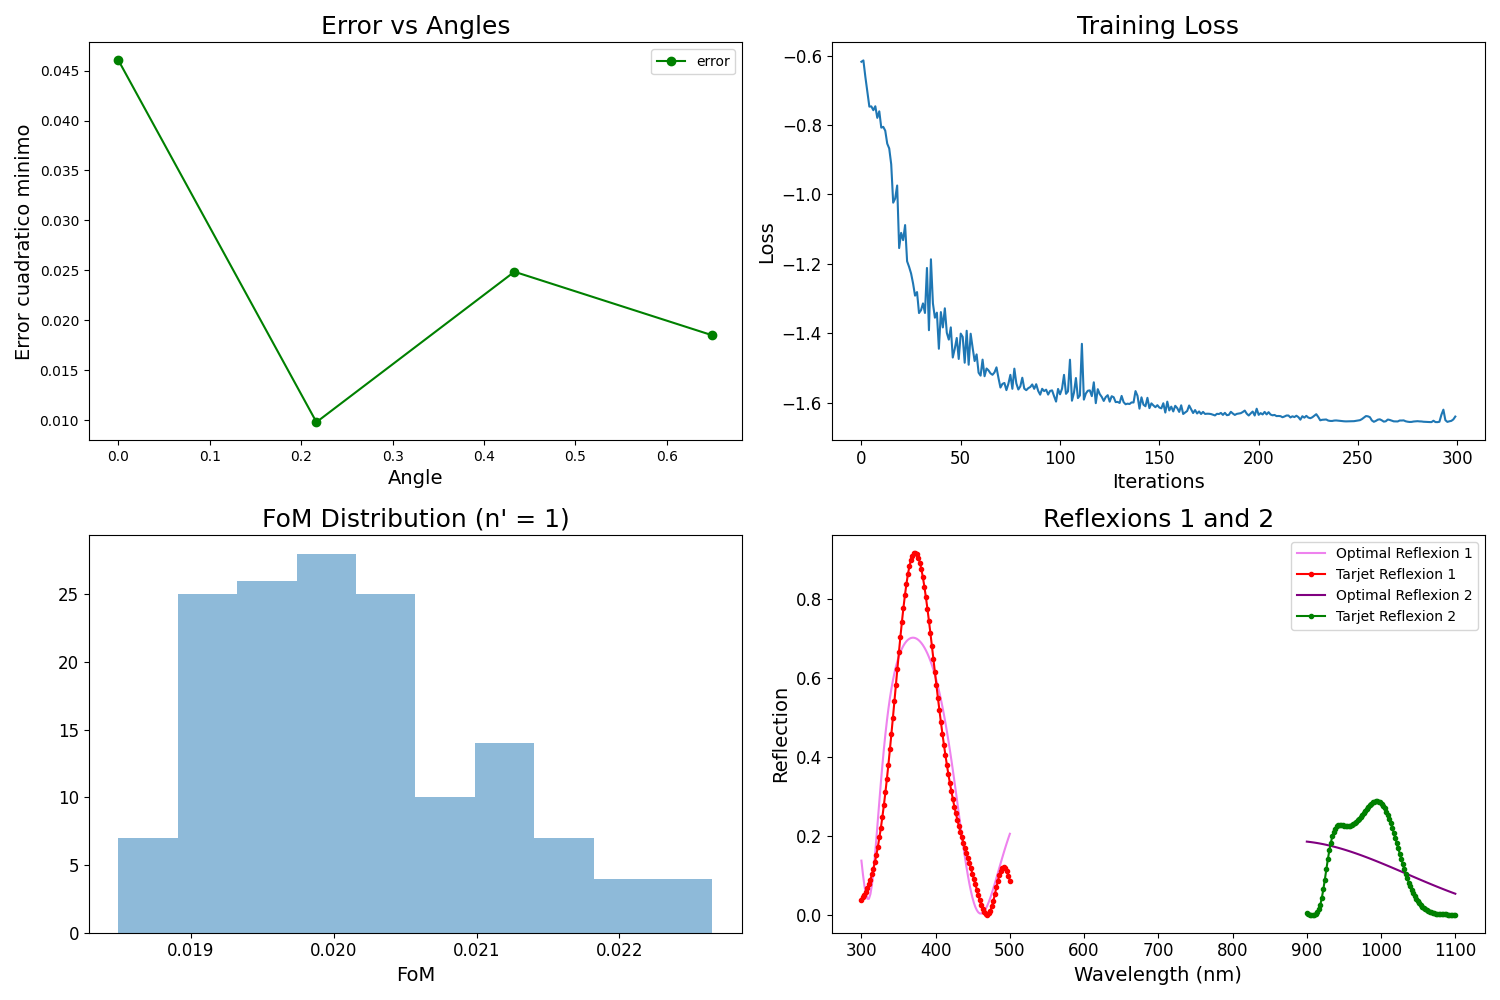 Error vs Angles
Error cuadratico minimo
0.045
0.040
0.035
0.030
0.025
0.020
0.015
0.010
error
0.0 0.1 0.2 0.3 0.4 0.5 0.6
Angle
Training Loss
Loss
−0.6
−0.8
−1.0
−1.2
−1.4
−1.6
0 50 100 150 200 250 300
Iterations
FoM Distribution (n' = 1)
25
20
15
10
5
0
0.019 0.020 0.021 0.022
FoM
Reflexions 1 and 2
Reflection
0.8
0.6
0.4
0.2
0.0
Optimal Reflexion 1
Tarjet Reflexion 1
Optimal Reflexion 2
Tarjet Reflexion 2
300 400 500 600 700 800 900 1000 1100
Wavelength (nm)